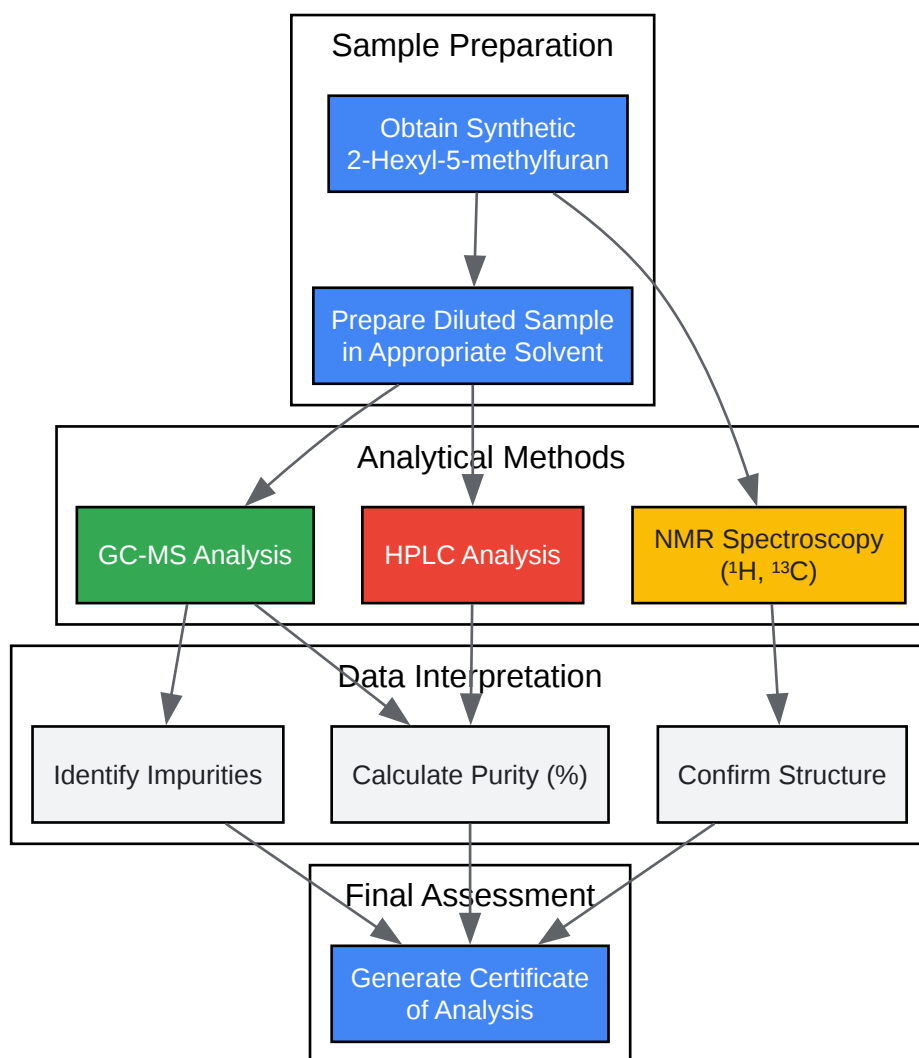 Sample Preparation
Obtain Synthetic
2-Hexyl-5-methylfuran
Prepare Diluted Sample
in Appropriate Solvent
Analytical Methods
GC-MS Analysis
HPLC Analysis
NMR Spectroscopy
(¹H, ¹³C)
Data Interpretation
Identify Impurities
Calculate Purity (%)
Confirm Structure
Final Assessment
Generate Certificate
of Analysis